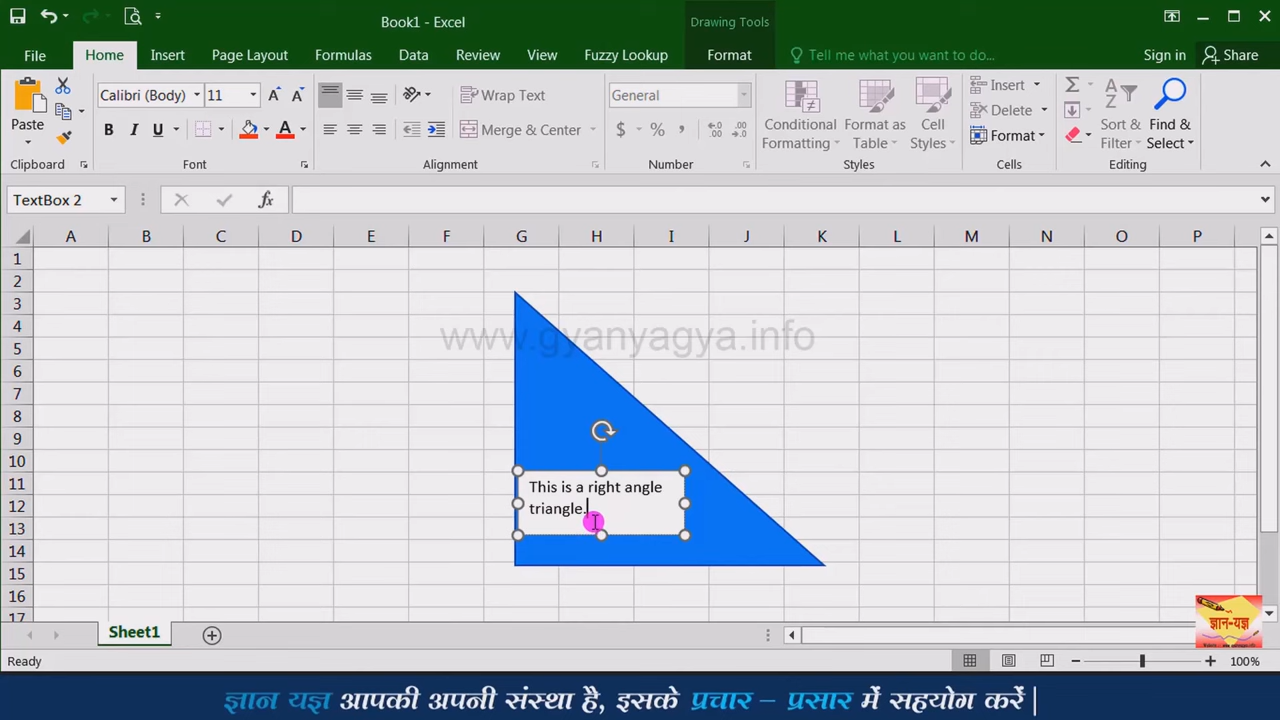 Book1 - Excel
Drawing Tools
File Home Insert Page Layout Formulas Data Review View Fuzzy Lookup Format Tell me what you want to do... Sign in Share
Calibri (Body) 11 Wrap Text General Insert
Paste B I U Merge & Center $ % , Conditional Formatting Format as Table Cell Styles Delete Format Sort & Filter Find & Select
Clipboard Font Alignment Number Styles Cells Editing
TextBox 2 fx
A B C D E F G H I J K L M N O P
1
2
3
4
www.gyanyagya.info
5
6
7
8
9
10
11
12
13
14
15
16
17
This is a right angle
triangle.
ज्ञान-यज्ञ
Sheet1
Ready 100%
ज्ञान यज्ञ आपकी अपनी संस्था है, इसके प्रचार – प्रसार में सहयोग करें |